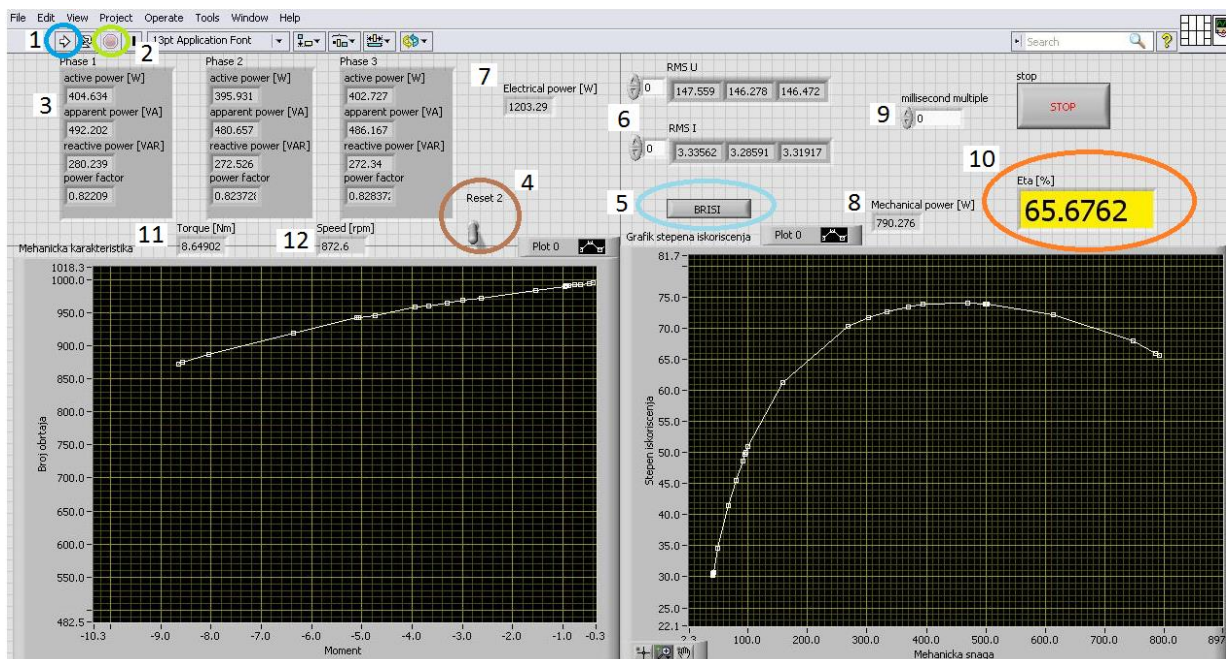 File Edit View Project Operate Tools Window Help
1
2
13pt Application Font
Search
Phase 1
Phase 2
Phase 3
3
active power [W]
active power [W]
active power [W]
404.634
395.931
402.727
apparent power [VA]
apparent power [VA]
apparent power [VA]
492.202
480.657
486.167
reactive power [VAR]
reactive power [VAR]
reactive power [VAR]
280.239
272.526
272.34
power factor
power factor
power factor
0.82209
0.82372
0.82837
4
Reset 2
7
Electrical power [W]
1203.29
6
RMS U
0
147.559 146.278 146.472
RMS I
0
3.33562 3.28591 3.31917
5
BRISI
9
millisecond multiple
0
stop
STOP
8
Mechanical power [W]
790.276
10
Eta [%]
65.6762
11
Torque [Nm]
-8.64902
12
Speed [rpm]
872.6
Mehanicka karakteristika
Plot 0
1018.3
1000.0
950.0
900.0
850.0
800.0
750.0
700.0
650.0
600.0
550.0
482.5
Broj obrtaja
-10.3 -9.0 -8.0 -7.0 -6.0 -5.0 -4.0 -3.0 -2.0 -1.0 -0.3
Moment
Grafik stepena iskoriscenja
Plot 0
81.7
75.0
70.0
65.0
60.0
55.0
50.0
45.0
40.0
35.0
30.0
22.1
Stepen iskoriscenja
2.3 100.0 200.0 300.0 400.0 500.0 600.0 700.0 800.0 897
Mehanicka snaga